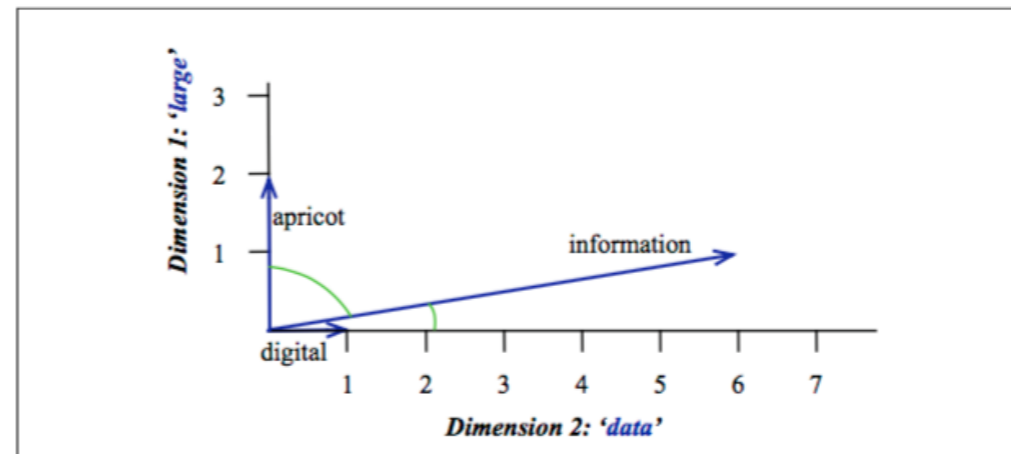 Dimension 1: ‘large’
3
2
1
apricot
information
digital
1 2 3 4 5 6 7
Dimension 2: ‘data’